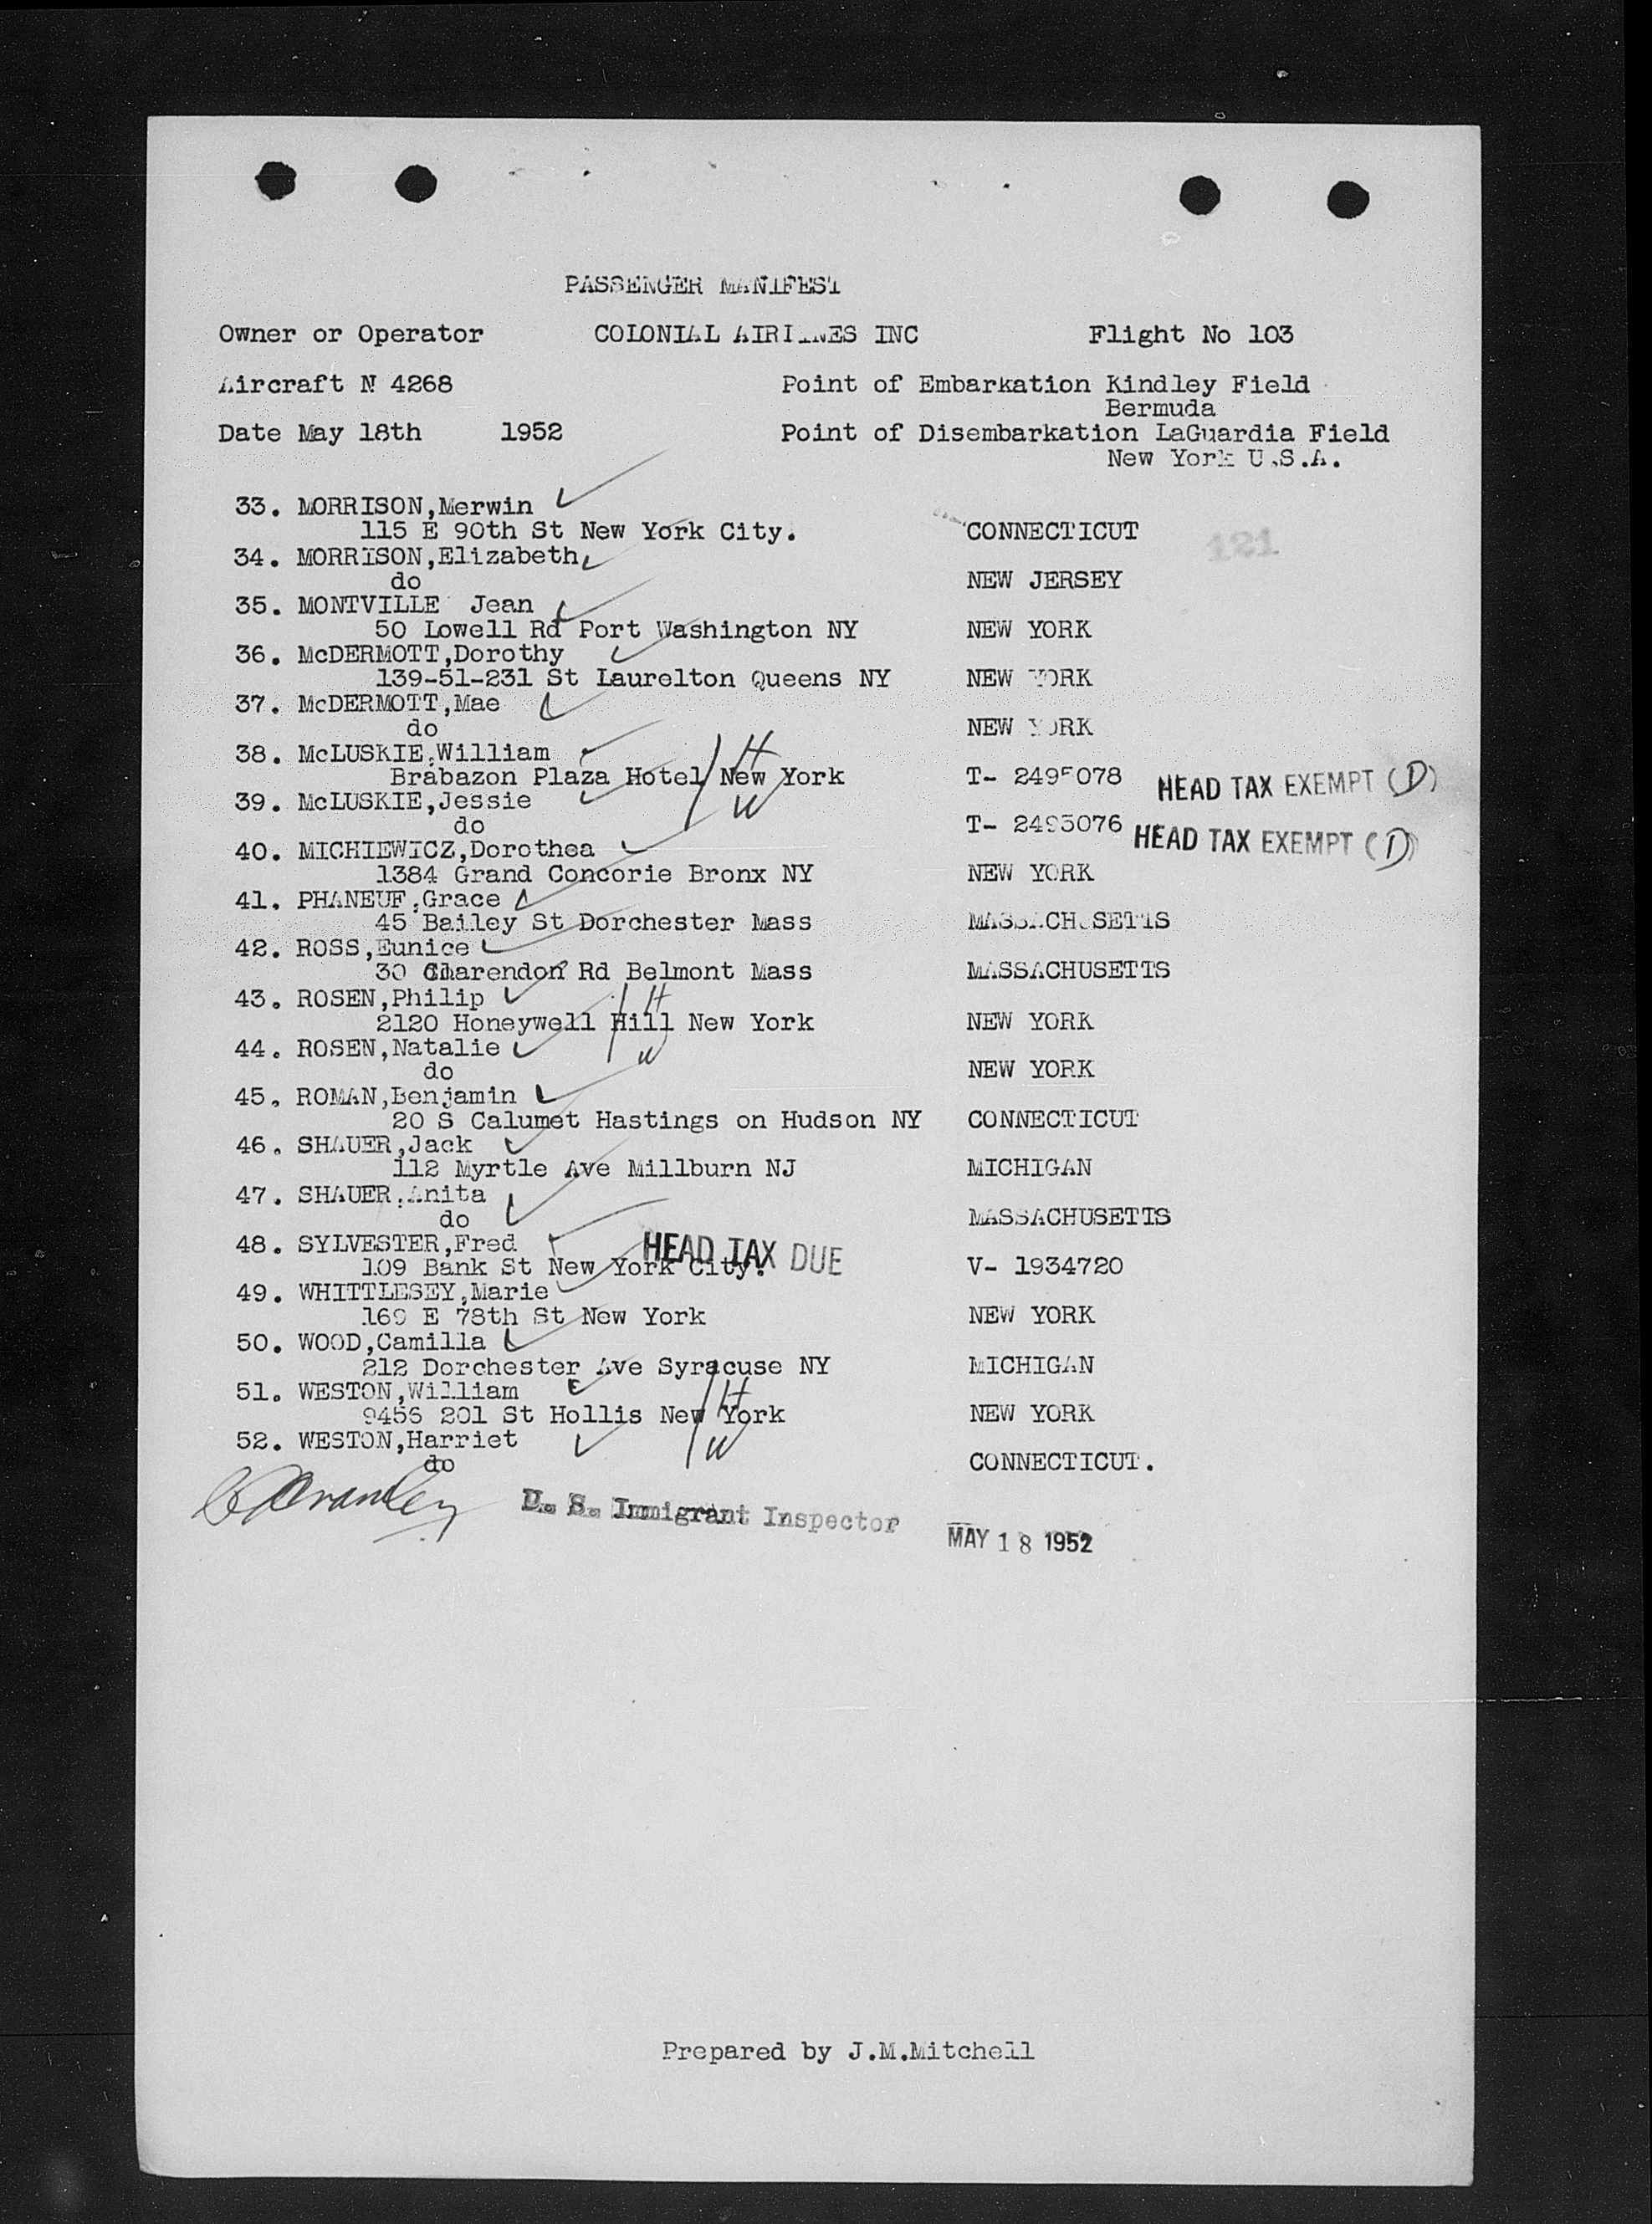 PASSENGER MANIFEST
Owner or Operator COLONIAL AIRLINES INC Flight No 103
Aircraft N 4268 Point of Embarkation Kindley Field
Bermuda
Date May 18th 1952 Point of Disembarkation LaGuardia Field
New York U.S.A.
33. MORRISON,Merwin
115 E 90th St New York City. CONNECTICUT 121
34. MORRISON,Elizabeth
do NEW JERSEY
35. MONTVILLE Jean
50 Lowell Rd Port Washington NY NEW YORK
36. McDERMOTT,Dorothy
139-51-231 St Laurelton Queens NY NEW YORK
37. McDERMOTT,Mae
do NEW YORK
38. McLUSKIE,William H
Brabazon Plaza Hotel New York T- 2495078 HEAD TAX EXEMPT (D)
39. McLUSKIE,Jessie W
do T- 2495076 HEAD TAX EXEMPT (D)
40. MICHIEWICZ,Dorothea
1384 Grand Concorie Bronx NY NEW YORK
41. PHANEUF,Grace
45 Bailey St Dorchester Mass MASSACHUSETTS
42. ROSS,Eunice
30 Clarendon Rd Belmont Mass MASSACHUSETTS
43. ROSEN,Philip H
2120 Honeywell Hill New York NEW YORK
44. ROSEN,Natalie W
do NEW YORK
45. ROMAN,Benjamin
20 S Calumet Hastings on Hudson NY CONNECTICUT
46. SHAUER,Jack
112 Myrtle Ave Millburn NJ MICHIGAN
47. SHAUER,Anita
do MASSACHUSETTS
48. SYLVESTER,Fred HEAD TAX DUE
109 Bank St New York City. V- 1934720
49. WHITTLESEY,Marie
169 E 78th St New York NEW YORK
50. WOOD,Camilla
212 Dorchester Ave Syracuse NY MICHIGAN
51. WESTON,William H
9456 201 St Hollis New York NEW YORK
52. WESTON,Harriet W
do CONNECTICUT.
U. S. Immigrant Inspector MAY 18 1952
Prepared by J.M.Mitchell